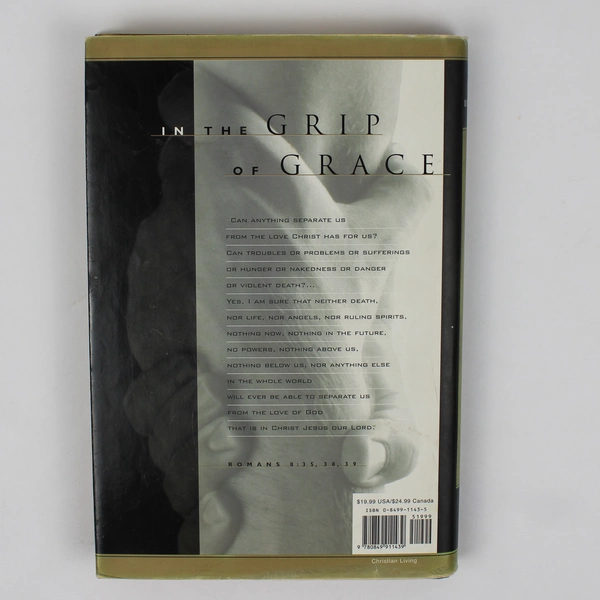 IN THE GRIP
OF GRACE
CAN ANYTHING SEPARATE US
FROM THE LOVE CHRIST HAS FOR US?
CAN TROUBLES OR PROBLEMS OR SUFFERINGS
OR HUNGER OR NAKEDNESS OR DANGER
OR VIOLENT DEATH?...
YES, I AM SURE THAT NEITHER DEATH,
NOR LIFE, NOR ANGELS, NOR RULING SPIRITS,
NOTHING NOW, NOTHING IN THE FUTURE,
NO POWERS, NOTHING ABOVE US,
NOTHING BELOW US, NOR ANYTHING ELSE
IN THE WHOLE WORLD
WILL EVER BE ABLE TO SEPARATE US
FROM THE LOVE OF GOD
THAT IS IN CHRIST JESUS OUR LORD.
ROMANS 8:35, 38, 39
$19.99 USA/$24.99 Canada
ISBN 0-8499-1143-5
51999
9 780849 911439
Christian Living